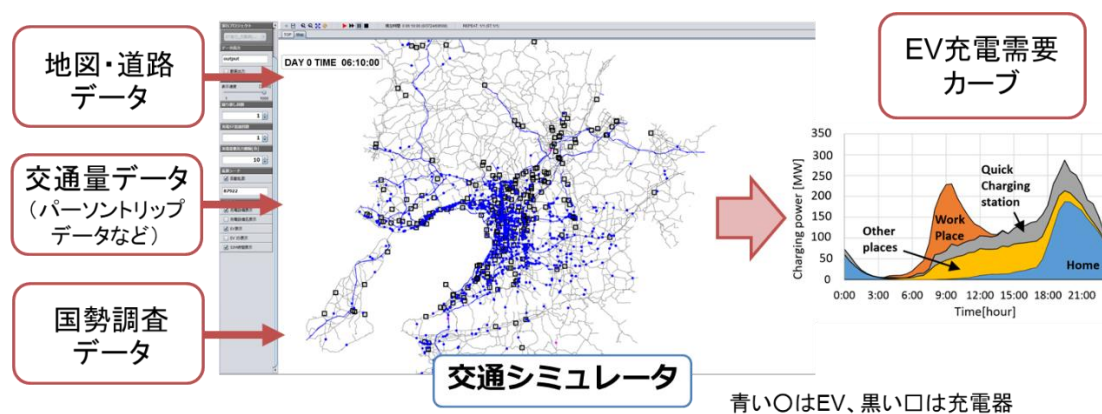 地図・道路
データ
交通量データ
(パーソントリップ
データなど)
国勢調査
データ
DAY 0 TIME 06:10:00
output
1
1
10
交通シミュレータ
EV充電需要
カーブ
Charging power [MW]
350
300
250
200
150
100
50
0
Quick
Charging
station
Work
Place
Other
places
Home
0:00 3:00 6:00 9:00 12:00 15:00 18:00 21:00
Time[hour]
青い○はEV、黒い□は充電器